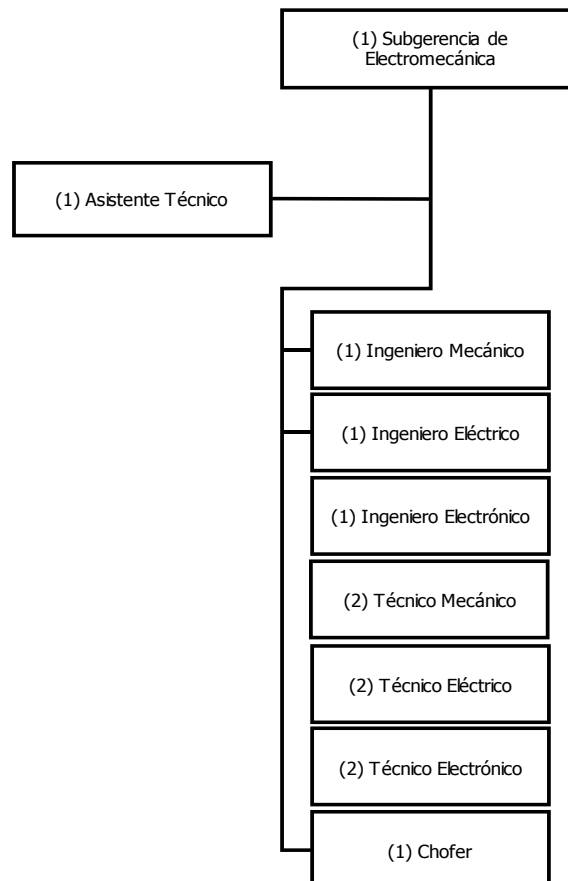 (1) Subgerencia de
Electromecánica
(1) Asistente Técnico
(1) Ingeniero Mecánico
(1) Ingeniero Eléctrico
(1) Ingeniero Electrónico
(2) Técnico Mecánico
(2) Técnico Eléctrico
(2) Técnico Electrónico
(1) Chofer